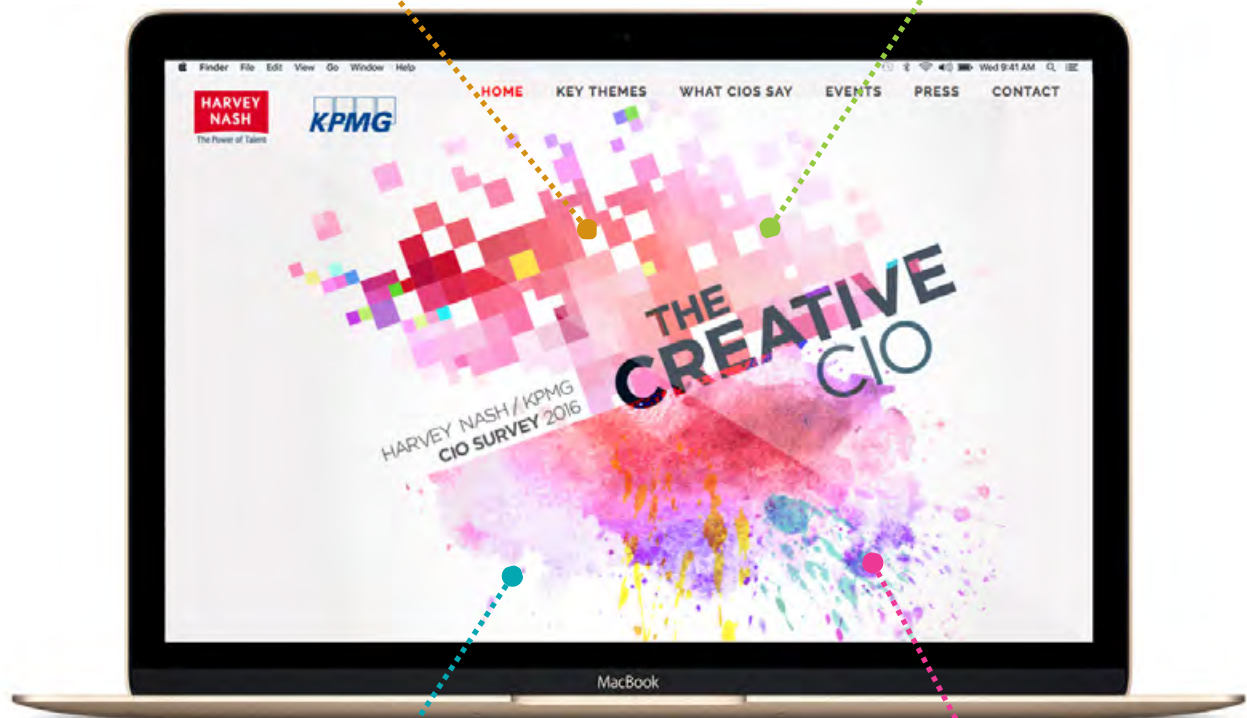 Finder File Edit View Go Window Help
Wed 9:41 AM
HARVEY
NASH
The Power of Talent
KPMG
HOME KEY THEMES WHAT CIOS SAY EVENTS PRESS CONTACT
THE
CREATIVE
CIO
HARVEY NASH / KPMG
CIO SURVEY 2016
MacBook